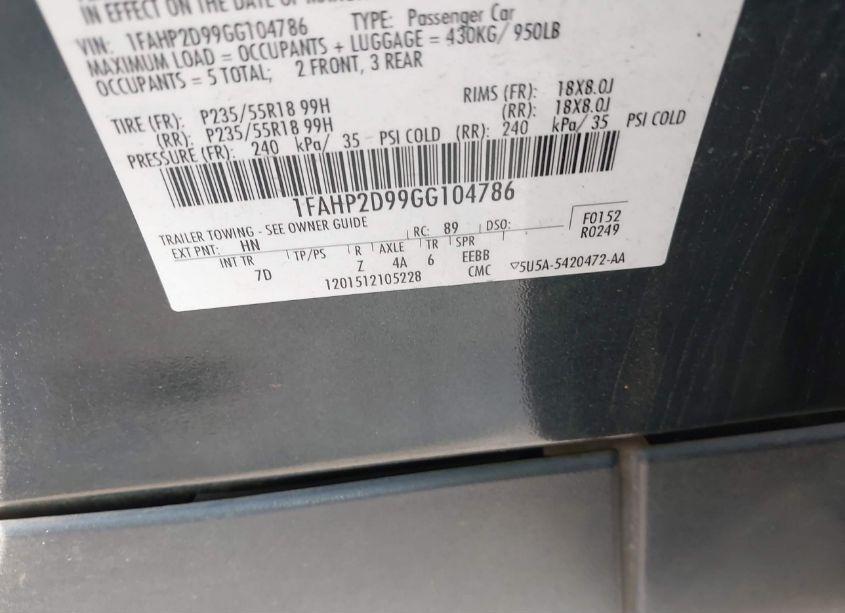 IN EFFECT ON THE DATE OF
VIN: 1FAHP2D99GG104786 TYPE: Passenger Car
MAXIMUM LOAD = OCCUPANTS + LUGGAGE = 430KG/ 950LB
OCCUPANTS = 5 TOTAL; 2 FRONT, 3 REAR
TIRE (FR): P235/55R18 99H RIMS (FR): 18X8.0J
(RR): P235/55R18 99H (RR): 18X8.0J
PRESSURE (FR): 240 kPa/ 35 PSI COLD (RR): 240 kPa/ 35 PSI COLD
1FAHP2D99GG104786
TRAILER TOWING - SEE OWNER GUIDE
EXT PNT: HN RC: 89 DSO: F0152
R0249
INT TR TP/PS R AXLE TR SPR
7D Z 4A 6 EEBB
CMC
1201512105228
▽5U5A-5420472-AA